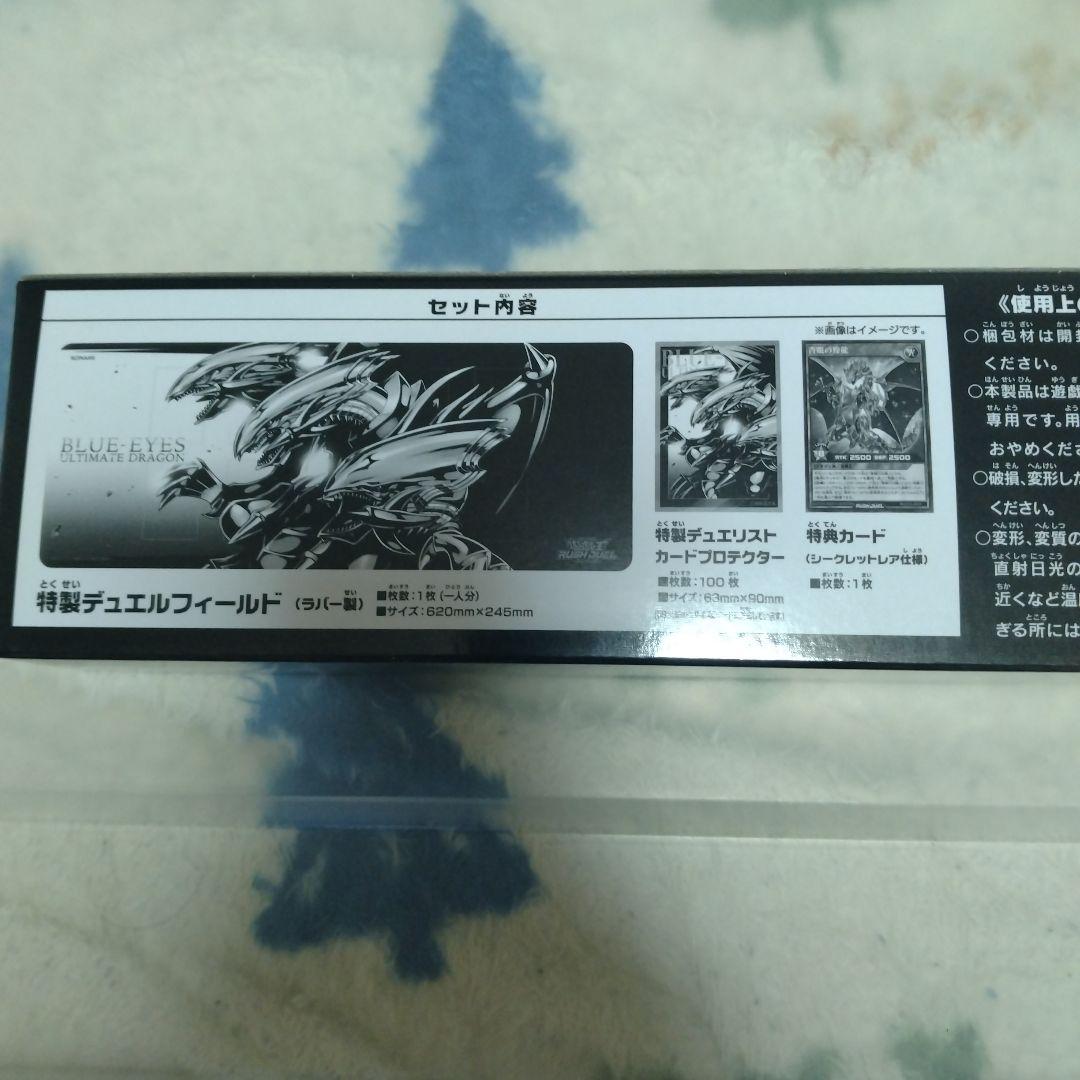 セット内容
※画像はイメージです。
KONAMI
BLUE-EYES
ULTIMATE DRAGON
RUSH DUEL
特製デュエルフィールド (ラバー製)
■枚数:1枚(一人分)
■サイズ:620mm×245mm
特製デュエリスト
カードプロテクター
■枚数:100枚
■サイズ:63mm×90mm
ATK 2500 2500
RUSH DUEL
特典カード
(シークレットレア仕様)
■枚数:1枚
《使用上の
○梱包材は開封
ください。
○本製品は遊戯
専用です。用
おやめくださ
○破損、変形した
ください。
○変形、変質の
直射日光の
近くなど温
ぎる所には